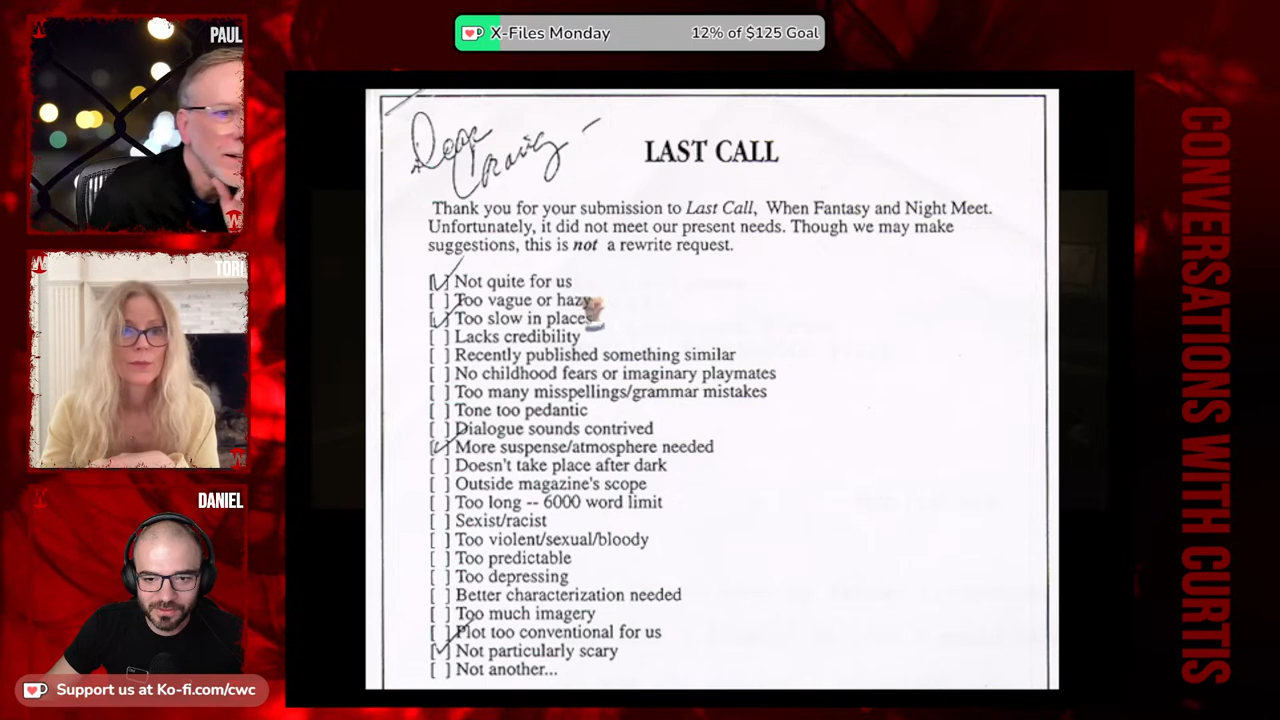 PAUL
TORI
DANIEL
X-Files Monday
12% of $125 Goal
Dear Craig –
LAST CALL
Thank you for your submission to Last Call, When Fantasy and Night Meet.
Unfortunately, it did not meet our present needs. Though we may make
suggestions, this is not a rewrite request.
[✓] Not quite for us
[ ] Too vague or hazy
[✓] Too slow in places
[ ] Lacks credibility
[ ] Recently published something similar
[ ] No childhood fears or imaginary playmates
[ ] Too many misspellings/grammar mistakes
[ ] Tone too pedantic
[ ] Dialogue sounds contrived
[✓] More suspense/atmosphere needed
[ ] Doesn't take place after dark
[ ] Outside magazine's scope
[ ] Too long -- 6000 word limit
[ ] Sexist/racist
[ ] Too violent/sexual/bloody
[ ] Too predictable
[ ] Too depressing
[ ] Better characterization needed
[ ] Too much imagery
[ ] Plot too conventional for us
[✓] Not particularly scary
[ ] Not another...
Support us at Ko-fi.com/cwc
CONVERSATIONS WITH CURTIS